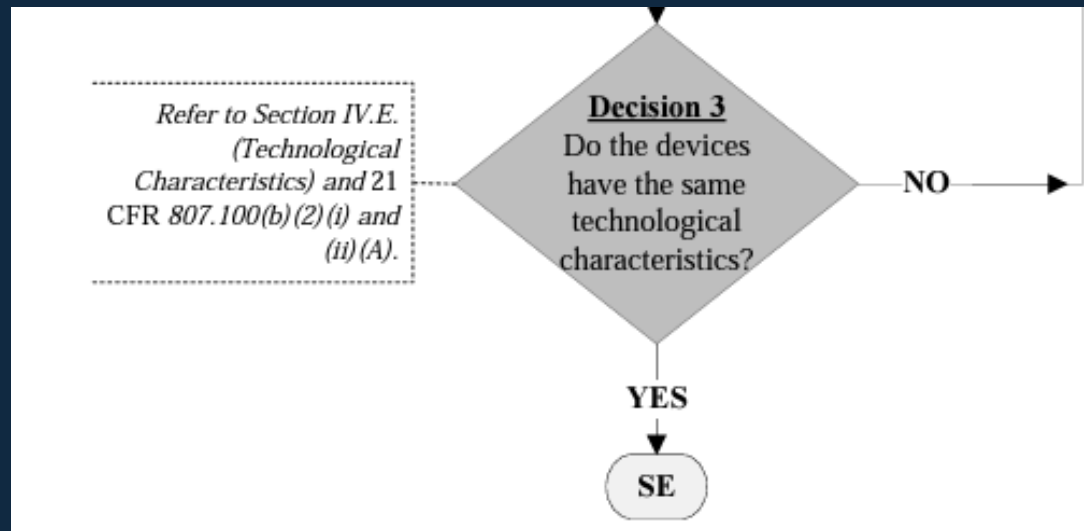 Refer to Section IV.E.
(Technological
Characteristics) and 21
CFR 807.100(b)(2)(i) and
(ii)(A).
Decision 3
Do the devices
have the same
technological
characteristics?
NO
YES
SE